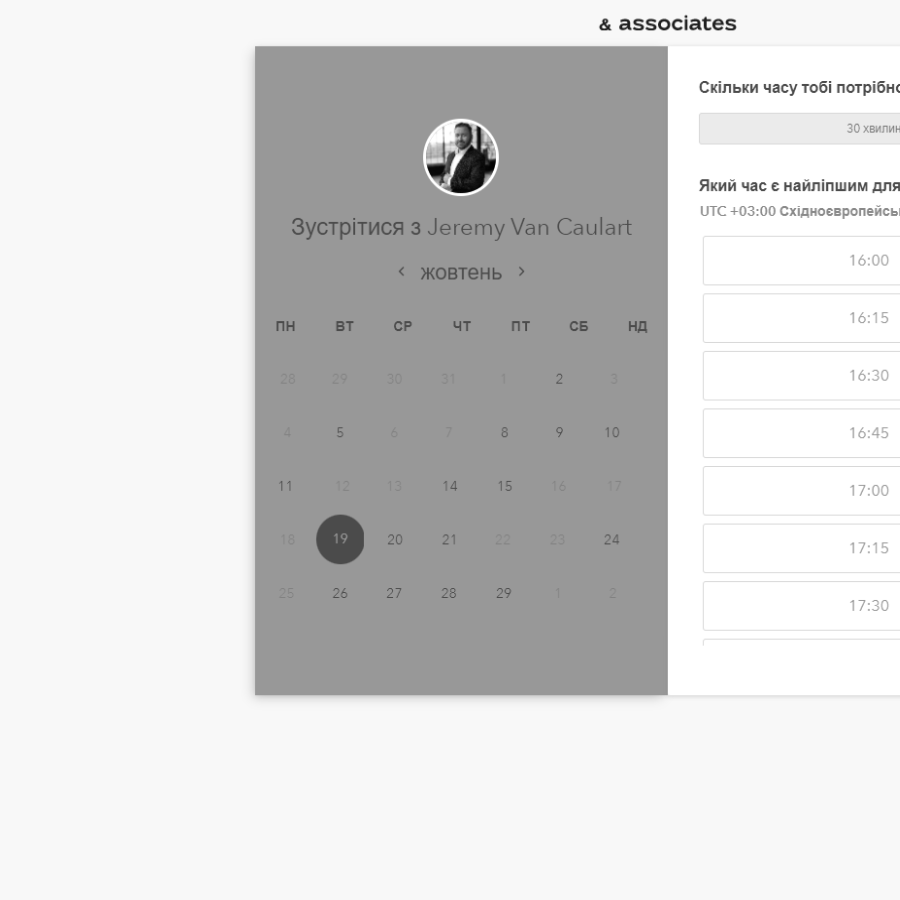 & associates
Зустрітися з Jeremy Van Caulart
жовтень
ПН ВТ СР ЧТ ПТ СБ НД
28 29 30 31 1 2 3
4 5 6 7 8 9 10
11 12 13 14 15 16 17
18 19 20 21 22 23 24
25 26 27 28 29 1 2
Скільки часу тобі потрібно
30 хвилин
Який час є найліпшим для
UTC +03:00 Східноєвропейсь
16:00
16:15
16:30
16:45
17:00
17:15
17:30